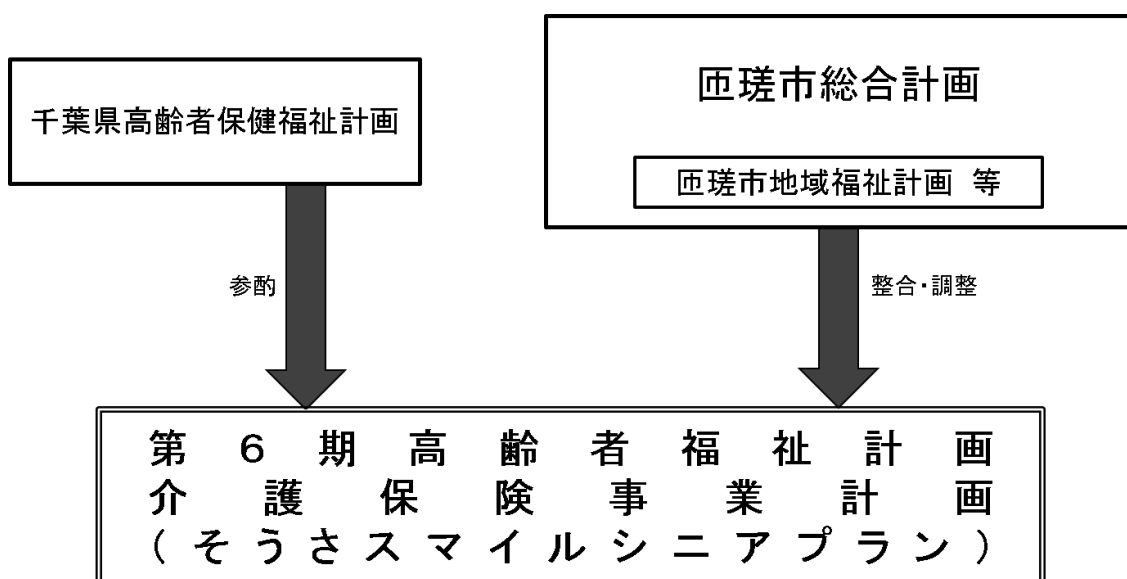 千葉県高齢者保健福祉計画
匝瑳市総合計画
匝瑳市地域福祉計画 等
参酌
整合・調整
第6期高齢者福祉計画
介護保険事業計画
(そうさスマイルシニアプラン)